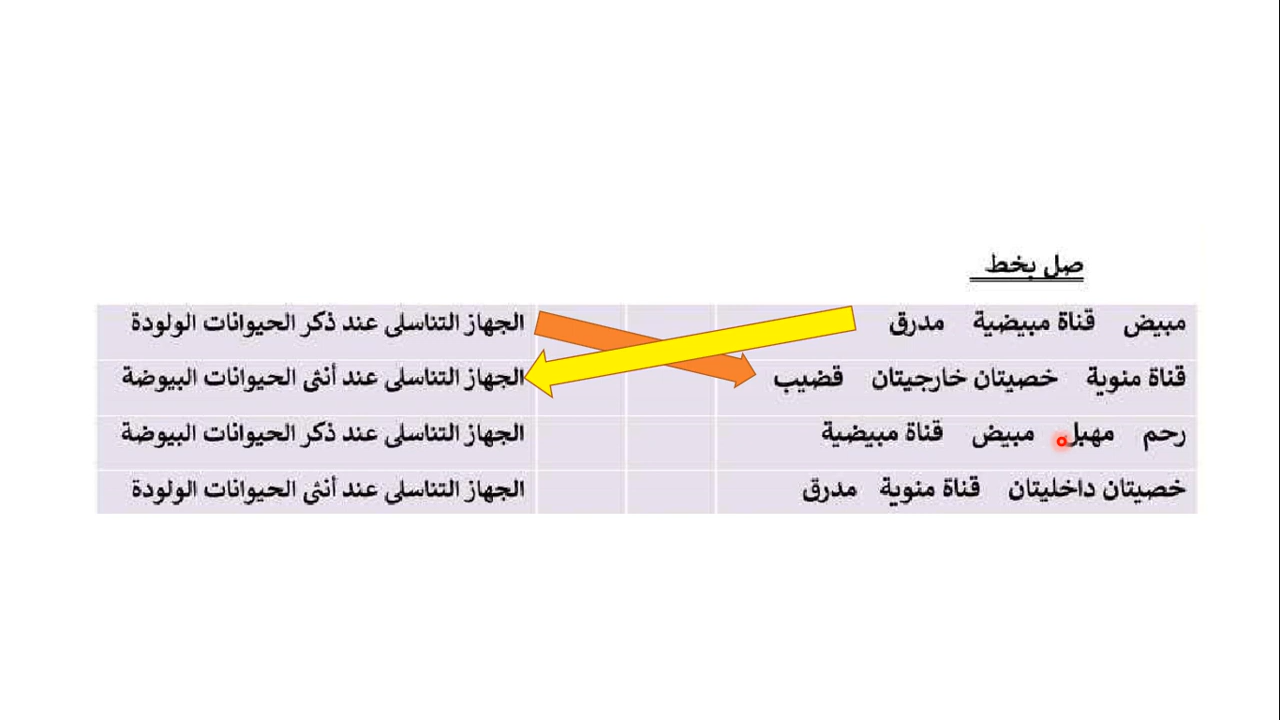 صل بخط
مبيض قناة مبيضية مدرق الجهاز التناسلى عند ذكر الحيوانات الولودة
قناة منوية خصيتان خارجيتان قضيب الجهاز التناسلى عند أنثى الحيوانات البيوضة
رحم مهبل مبيض قناة مبيضية الجهاز التناسلى عند ذكر الحيوانات البيوضة
خصيتان داخليتان قناة منوية مدرق الجهاز التناسلى عند أنثى الحيوانات الولودة